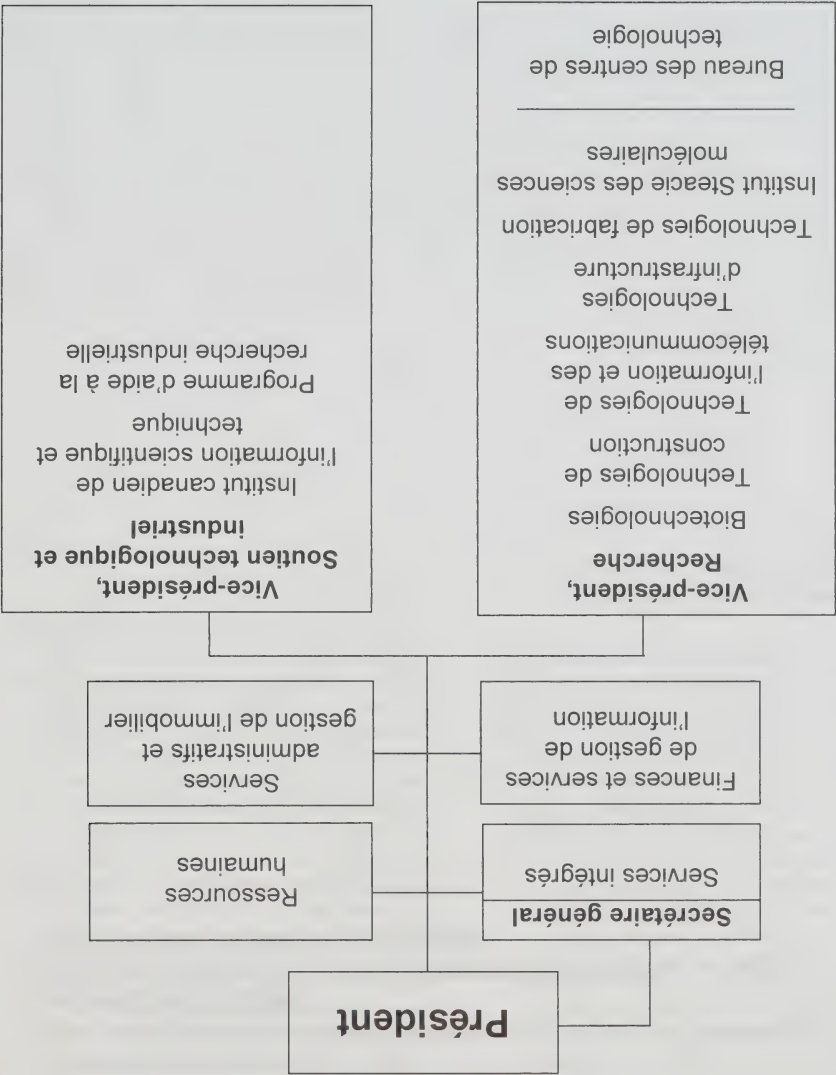 Président
Secrétaire général
Services intégrés
Ressources
humaines
Finances et services
de gestion de
l'information
Services
administratifs et
gestion de l'immobilier
Vice-président,
Recherche
Biotechnologies
Technologies de
construction
Technologies de
l'information et des
télécommunications
Technologies
d'infrastructure
Technologies de fabrication
Institut Steacie des sciences
moléculaires
Bureau des centres de
technologie
Vice-président,
Soutien technologique et
industriel
Institut canadien de
l'information scientifique et
technique
Programme d'aide à la
recherche industrielle